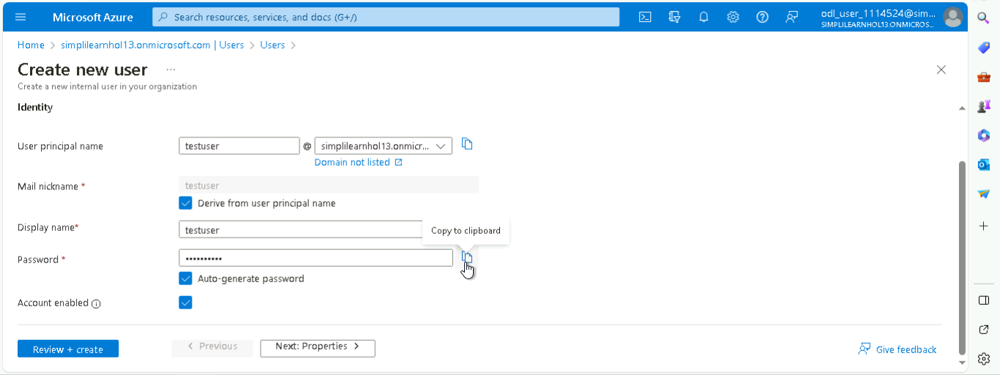 Microsoft Azure
Search resources, services, and docs (G+/)
odl_user_1114524@sim...
SIMPLILEARNHOL13.ONMICROS...
Home > simplilearnhol13.onmicrosoft.com | Users > Users >
Create new user ...
Create a new internal user in your organization
Identity
User principal name
testuser @ simplilearnhol13.onmicr...
Domain not listed
Mail nickname *
testuser
Derive from user principal name
Display name*
testuser
Copy to clipboard
Password *
Auto-generate password
Account enabled
Review + create
< Previous
Next: Properties >
Give feedback